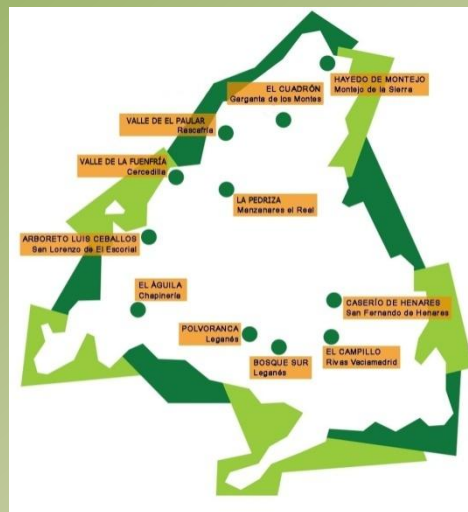 HAYEDO DE MONTEJO
Montejo de la Sierra
EL CUADRÓN
Garganta de los Montes
VALLE DE EL PAULAR
Rascafría
VALLE DE LA FUENFRÍA
Cercedilla
LA PEDRIZA
Manzanares el Real
ARBORETO LUIS CEBALLOS
San Lorenzo de El Escorial
EL ÁGUILA
Chapinería
CASERÍO DE HENARES
San Fernando de Henares
POLVORANCA
Leganés
EL CAMPILLO
Rivas Vaciamadrid
BOSQUE SUR
Leganés